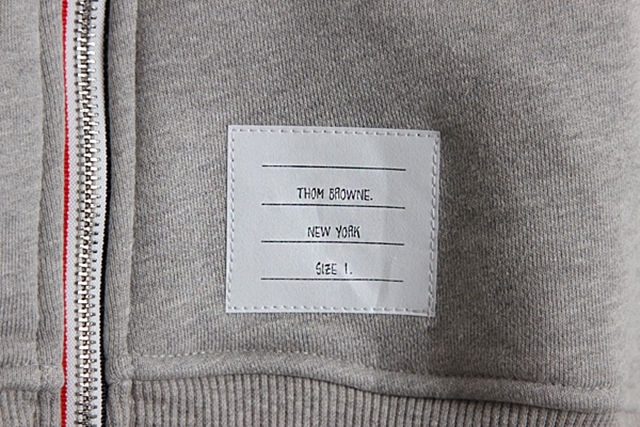 THOM BROWNE.
NEW YORK
SIZE 1.